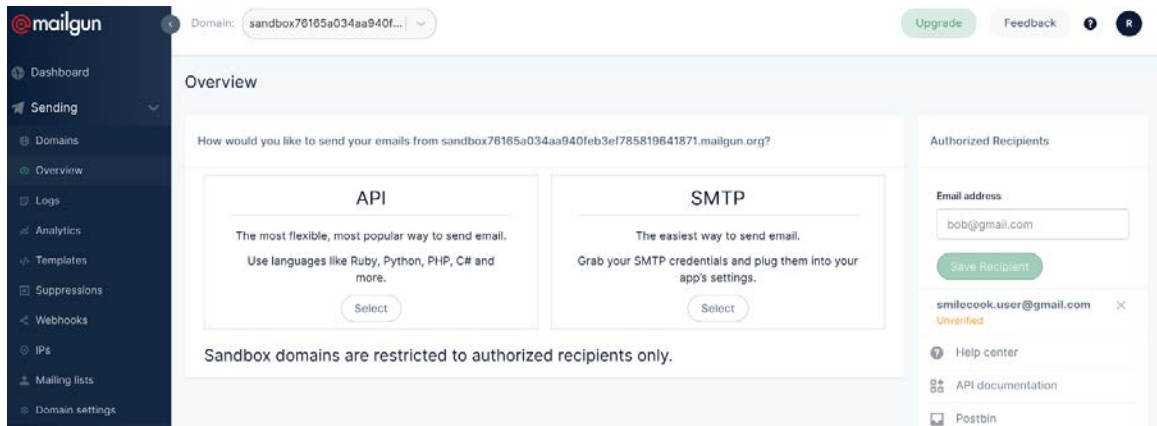 mailgun
Domain: sandbox76165a034aa940f...
Upgrade
Feedback
R
Dashboard
Sending
Domains
Overview
Logs
Analytics
Templates
Suppressions
Webhooks
IPs
Mailing lists
Domain settings
Overview
How would you like to send your emails from sandbox76165a034aa940feb3ef785819641871.mailgun.org?
API
The most flexible, most popular way to send email.
Use languages like Ruby, Python, PHP, C# and
more.
Select
SMTP
The easiest way to send email.
Grab your SMTP credentials and plug them into your
app's settings.
Select
Sandbox domains are restricted to authorized recipients only.
Authorized Recipients
Email address
bob@gmail.com
Save Recipient
smilecook.user@gmail.com
Unverified
Help center
API documentation
Postbin